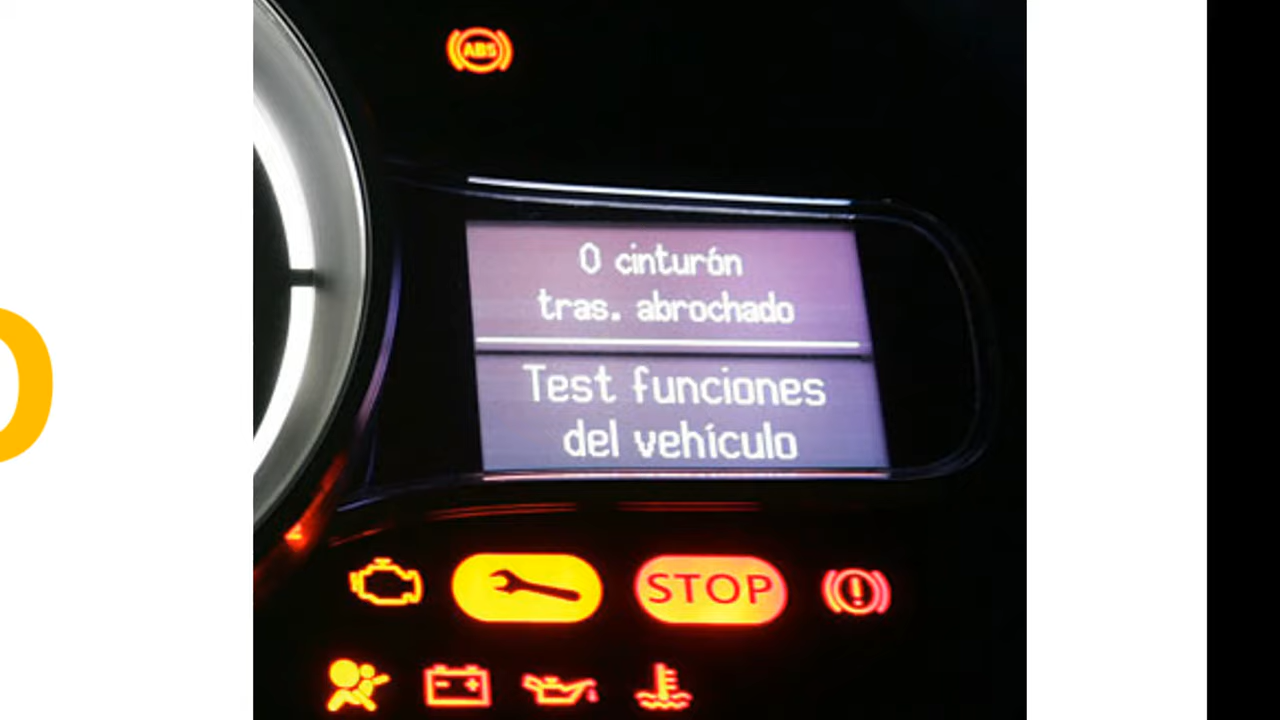 ABS
0 cinturón
tras. abrochado
Test funciones
del vehículo
STOP